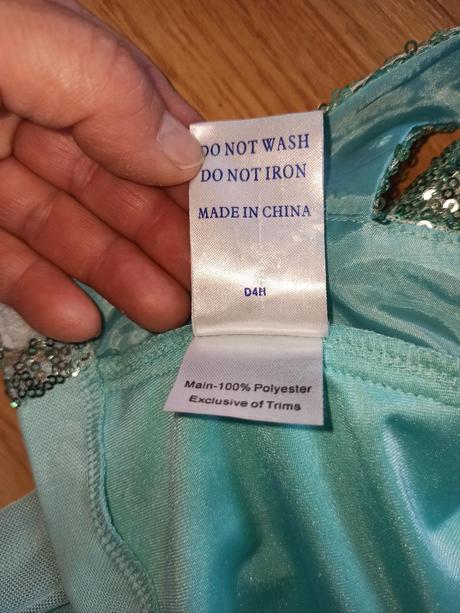 DO NOT WASH
DO NOT IRON
MADE IN CHINA
D4H
Main-100% Polyester
Exclusive of Trims